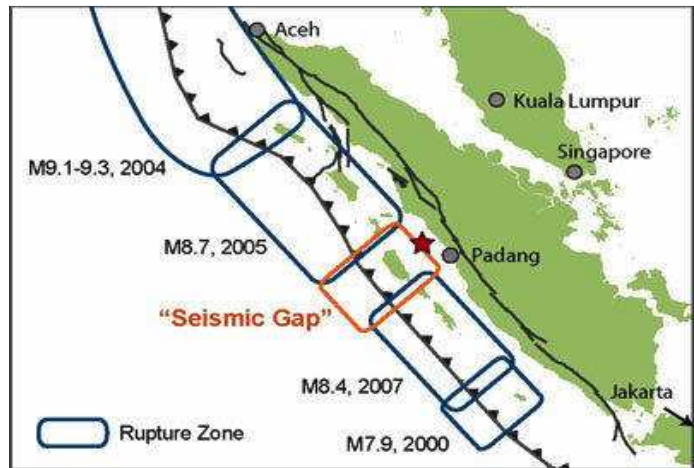 Aceh
Kuala Lumpur
Singapore
M9.1-9.3, 2004
M8.7, 2005
Padang
“Seismic Gap”
M8.4, 2007
Jakarta
Rupture Zone
M7.9, 2000